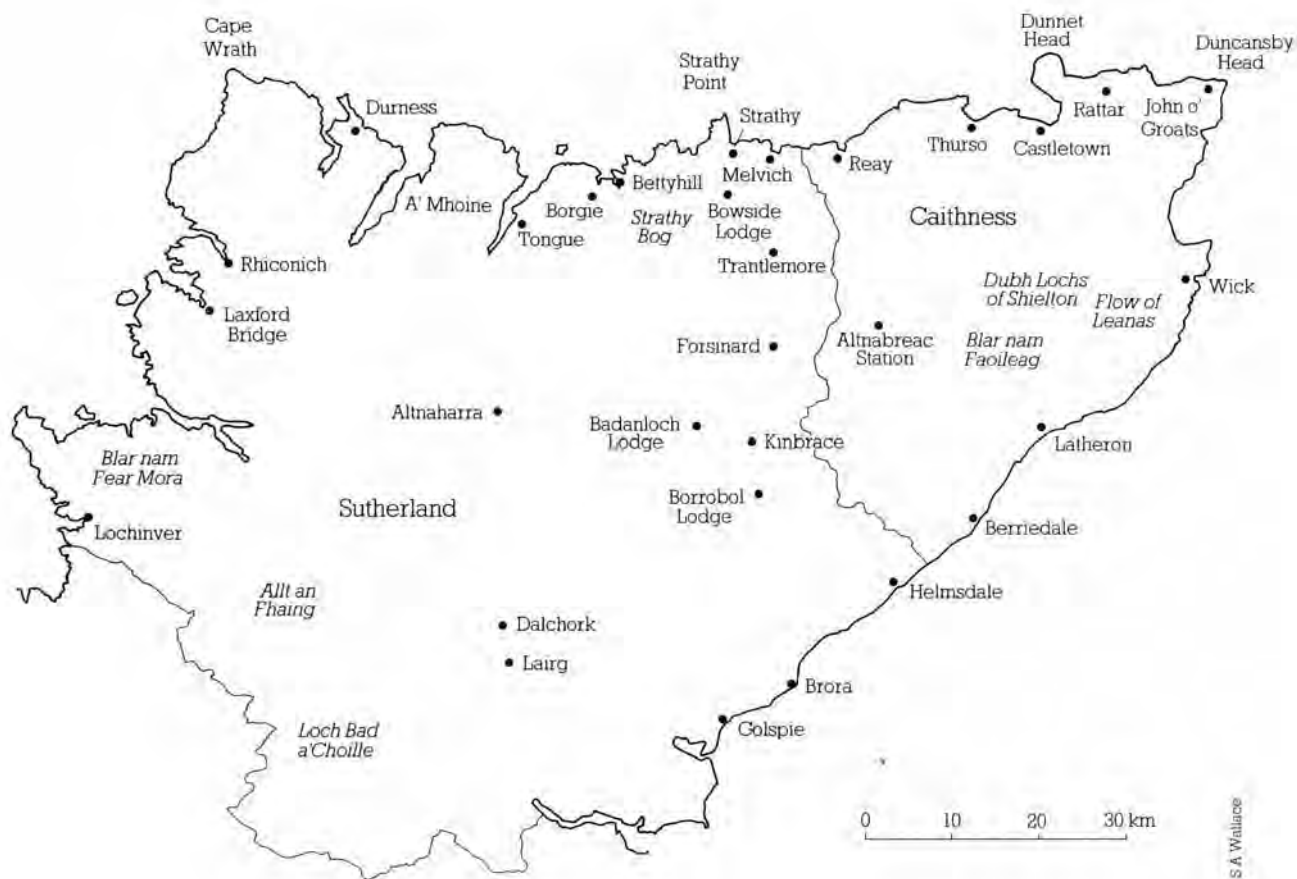 Cape
Wrath
Dunnet
Head
Duncansby
Head
Strathy
Point
Durness
Strathy
Rattar
John o'
Groats
Thurso
Castletown
Melvich
Reay
A' Mhoine
Bettyhill
Borgie
Strathy
Bog
Bowside
Lodge
Caithness
Tongue
Trantlemore
Rhiconich
Dubh Lochs
of Shielton
Flow of
Leanas
Wick
Laxford
Bridge
Forsinard
Altnabreac
Station
Blar nam
Faoileag
Altnaharra
Badanloch
Lodge
Kinbrace
Latheron
Blar nam
Fear Mora
Sutherland
Borrobol
Lodge
Lochinver
Berriedale
Allt an
Fhaing
Helmsdale
Dalchork
Lairg
Brora
Golspie
Loch Bad
a'Choille
0 10 20 30 km
S A Wallace